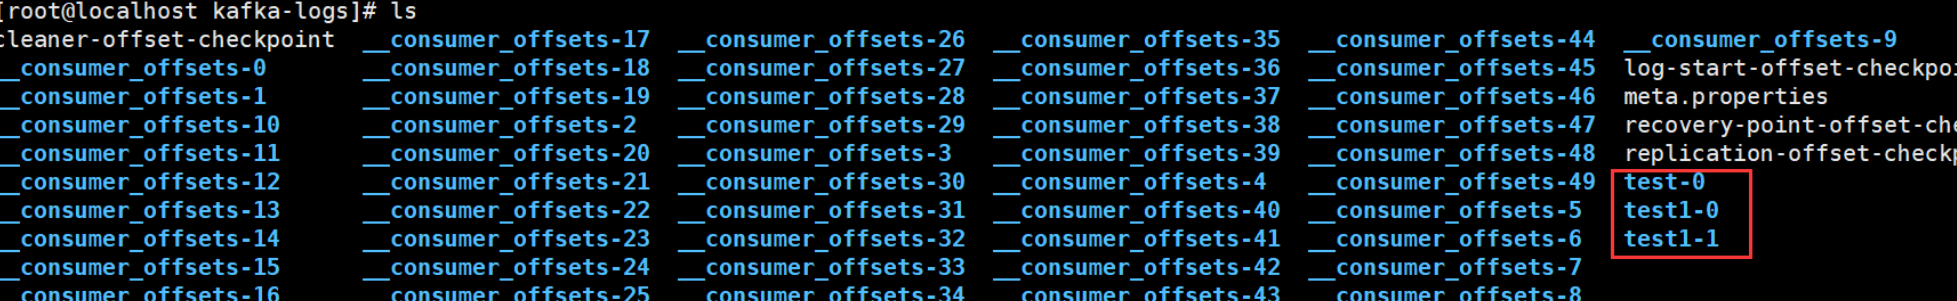 [root@localhost kafka-logs]# ls
cleaner-offset-checkpoint __consumer_offsets-17 __consumer_offsets-26 __consumer_offsets-35 __consumer_offsets-44 __consumer_offsets-9
__consumer_offsets-0 __consumer_offsets-18 __consumer_offsets-27 __consumer_offsets-36 __consumer_offsets-45 log-start-offset-checkpoi
__consumer_offsets-1 __consumer_offsets-19 __consumer_offsets-28 __consumer_offsets-37 __consumer_offsets-46 meta.properties
__consumer_offsets-10 __consumer_offsets-2 __consumer_offsets-29 __consumer_offsets-38 __consumer_offsets-47 recovery-point-offset-che
__consumer_offsets-11 __consumer_offsets-20 __consumer_offsets-3 __consumer_offsets-39 __consumer_offsets-48 replication-offset-checkp
__consumer_offsets-12 __consumer_offsets-21 __consumer_offsets-30 __consumer_offsets-4 __consumer_offsets-49 test-0
__consumer_offsets-13 __consumer_offsets-22 __consumer_offsets-31 __consumer_offsets-40 __consumer_offsets-5 test1-0
__consumer_offsets-14 __consumer_offsets-23 __consumer_offsets-32 __consumer_offsets-41 __consumer_offsets-6 test1-1
__consumer_offsets-15 __consumer_offsets-24 __consumer_offsets-33 __consumer_offsets-42 __consumer_offsets-7
__consumer_offsets-16 __consumer_offsets-25 __consumer_offsets-34 __consumer_offsets-43 __consumer_offsets-8